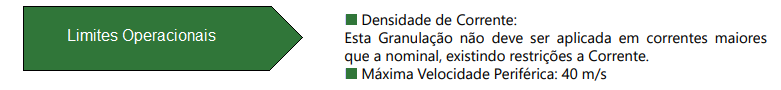 Limites Operacionais
■ Densidade de Corrente:
Esta Granulação não deve ser aplicada em correntes maiores
que a nominal, existindo restrições a Corrente.
■ Máxima Velocidade Periférica: 40 m/s